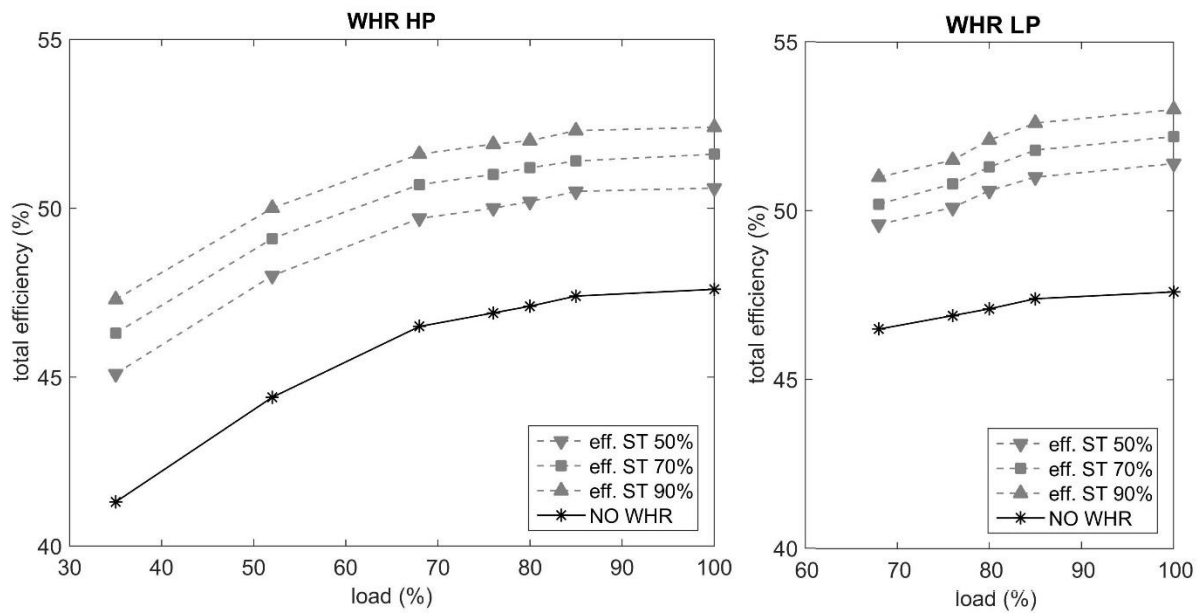 WHR HP
55
50
45
40
total efficiency (%)
30 40 50 60 70 80 90 100
load (%)
eff. ST 50%
eff. ST 70%
eff. ST 90%
NO WHR
WHR LP
55
50
45
40
total efficiency (%)
60 70 80 90 100
load (%)
eff. ST 50%
eff. ST 70%
eff. ST 90%
NO WHR